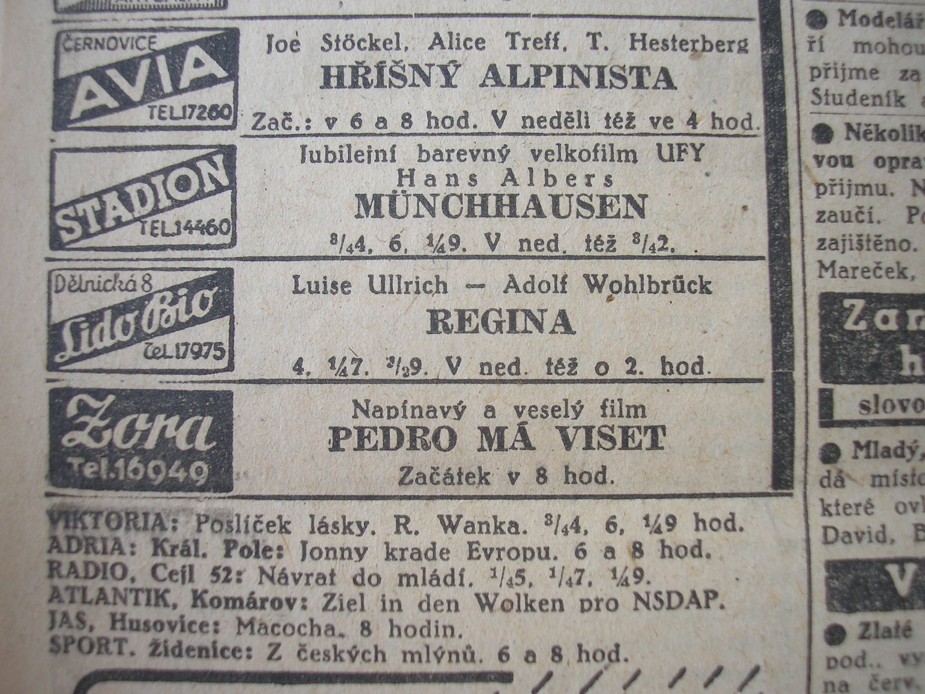 ČERNOVICE
AVIA
TEL.17260
Joe Stöckel, Alice Treff, T. Hesterberg
HŘÍŠNÝ ALPINISTA
Zač.: v 6 a 8 hod. V neděli též ve 4 hod.
STADION
TEL.14460
Jubilejní barevný velkofilm UFY
Hans Albers
MÜNCHHAUSEN
¾4, 6, ¼9. V ned. též ¾2.
Dělnická 8
Lido Bio
Tel.17975
Luise Ullrich — Adolf Wohlbrück
REGINA
4, ¼7, 9. V ned. též o 2. hod.
Zora
Tel.16949
Napínavý a veselý film
PEDRO MÁ VISET
Začátek v 8 hod.
VIKTORIA: Poslíček lásky. R. Wanka. ¾4, 6, ¼9 hod.
ADRIA: Král. Pole: Jonny krade Evropu. 6 a 8 hod.
RADIO, Cejl 52: Návrat do mládí. ¼5, ¼7, ¼9.
ATLANTIK, Komárov: Ziel in den Wolken pro NSDAP.
JAS, Husovice: Macocha. 8 hodin.
SPORT. Židenice: Z českých mlýnů. 6 a 8 hod.
Modelář
ří mohou
přijme za
Studeník a
Několik
vou opra
přijmu. N
zaučí. Po
zajištěno.
Mareček,
Zar
h
slovo
Mladý,
dá místo
které ovl
David, B
V
Zlaté
pod., vy
na červ.